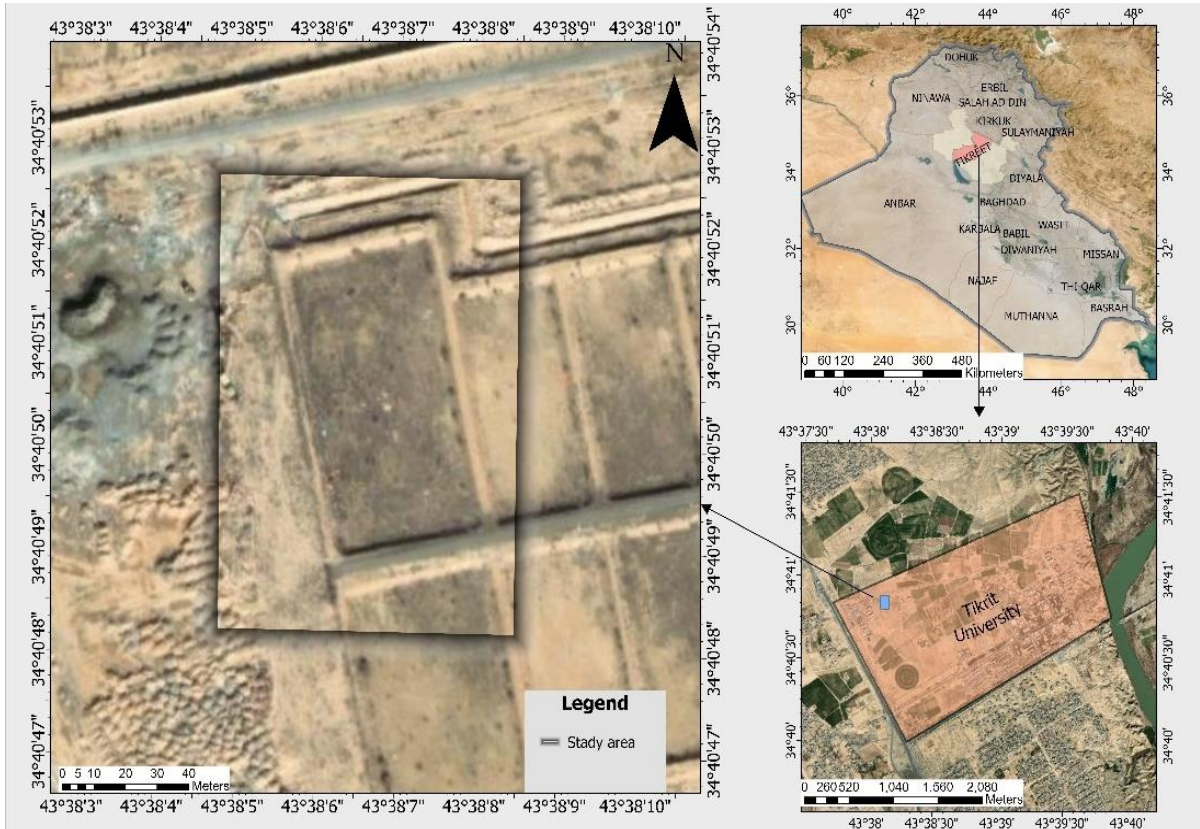 43°38'3" 43°38'4" 43°38'5" 43°38'6" 43°38'7" 43°38'8" 43°38'9" 43°38'10"
34°40'54"
34°40'53"
34°40'52"
34°40'51"
34°40'50"
34°40'49"
34°40'48"
34°40'47"
N
34°40'53"
34°40'52"
34°40'51"
34°40'50"
34°40'49"
34°40'48"
34°40'47"
Legend
Stady area
0 5 10 20 30 40
Meters
43°38'3" 43°38'4" 43°38'5" 43°38'6" 43°38'7" 43°38'8" 43°38'9" 43°38'10"
40° 42° 44° 46° 48°
36°
34°
32°
30°
DOHUK
ERBIL
NINAWA
SALAH AD DIN
KIRKUK
SULAYMANIYAH
TIKREET
DIYALA
ANBAR
BAGHDAD
KARBALA
BABIL
WASIT
DIWANIYAH
MISSAN
NAJAF
THI-QAR
BASRAH
MUTHANNA
36°
34°
32°
30°
0 60 120 240 360 480
Kilometers
40° 42° 44° 46° 48°
43°37'30" 43°38' 43°38'30" 43°39' 43°39'30" 43°40'
34°41'30"
34°41'
34°40'30"
34°40'
Tikrit
University
34°41'30"
34°41'
34°40'30"
34°40'
0 260 520 1,040 1,560 2,080
Meters
43°38' 43°38'30" 43°39' 43°39'30" 43°40'